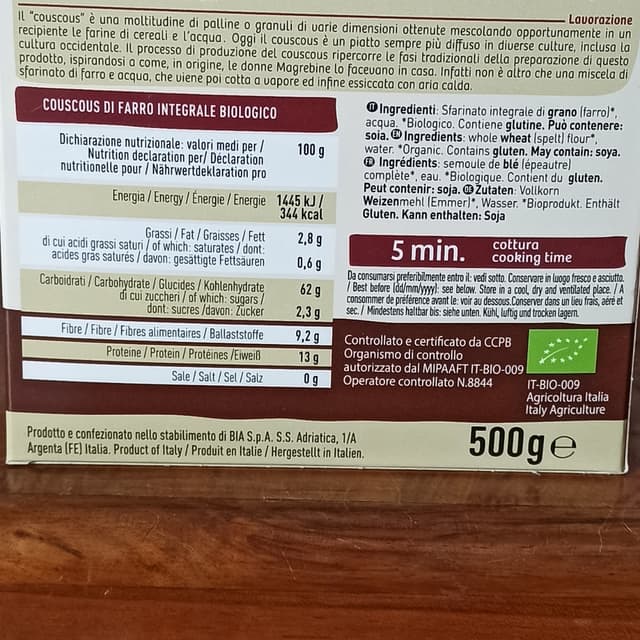 Lavorazione
Il "couscous" è una moltitudine di palline o granuli di varie dimensioni ottenute mescolando opportunamente in un
recipiente le farine di cereali e l'acqua. Oggi il couscous è un piatto sempre più diffuso in diverse culture, inclusa la
cultura occidentale. Il processo di produzione del couscous ripercorre le fasi tradizionali della preparazione di questo
prodotto, ispirandosi a come, in origine, le donne Magrebine lo facevano in casa. Infatti non è altro che una miscela di
sfarinato di farro e acqua, che viene poi cotta a vapore ed infine essiccata con aria calda.
COUSCOUS DI FARRO INTEGRALE BIOLOGICO
Dichiarazione nutrizionale: valori medi per /
Nutrition declaration per/ Déclaration
nutritionelle pour / Nährwertdeklaration pro
100 g
Energia / Energy / Énergie / Energie 1445 kJ /
344 kcal
Grassi / Fat / Graisses / Fett 2,8 g
di cui acidi grassi saturi / of which: saturates / dont:
acides gras saturés / davon: gesättigte Fettsäuren 0,6 g
Carboidrati / Carbohydrate / Glucides / Kohlenhydrate 62 g
di cui zuccheri / of which: sugars /
dont: sucres /davon: Zucker 2,3 g
Fibre / Fibre / Fibres alimentaires / Ballaststoffe 9,2 g
Proteine / Protein / Protéines /Eiweiß 13 g
Sale / Salt / Sel / Salz 0 g
IT Ingredienti: Sfarinato integrale di grano (farro)*,
acqua. *Biologico. Contiene glutine. Può contenere:
soia. EN Ingredients: whole wheat (spelt) flour*,
water. *Organic. Contains gluten. May contain: soya.
FR Ingrédients: semoule de blé (épeautre)
complète*, eau. *Biologique. Contient du gluten.
Peut contenir: soja. DE Zutaten: Vollkorn
Weizenmehl (Emmer)*, Wasser. *Bioprodukt. Enthält
Gluten. Kann enthalten: Soja
5 min. cottura
cooking time
Da consumarsi preferibilmente entro il: vedi sotto. Conservare in luogo fresco e asciutto.
/ Best before (dd/mm/yyyy): see below. Store in a cool, dry and ventilated place. / A
consommer de préférence avant le: voir au dessous.Conserver dans un lieu frais, aéré et
sec. / Mindestens haltbar bis: siehe unten. Kühl, luftig und trocken lagern.
Controllato e certificato da CCPB
Organismo di controllo
autorizzato dal MIPAAFT IT-BIO-009
Operatore controllato N.8844
IT-BIO-009
Agricoltura Italia
Italy Agriculture
Prodotto e confezionato nello stabilimento di BIA S.p.A. S.S. Adriatica, 1/A
Argenta (FE) Italia. Product of Italy / Produit en Italie / Hergestellt in Italien.
500g e